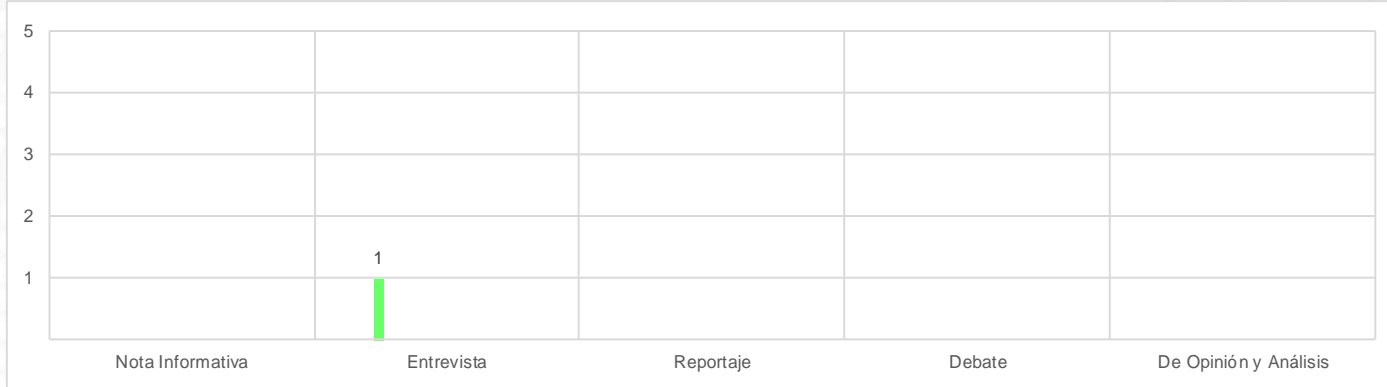 5
4
3
2
1
1
Nota Informativa
Entrevista
Reportaje
Debate
De Opinión y Análisis